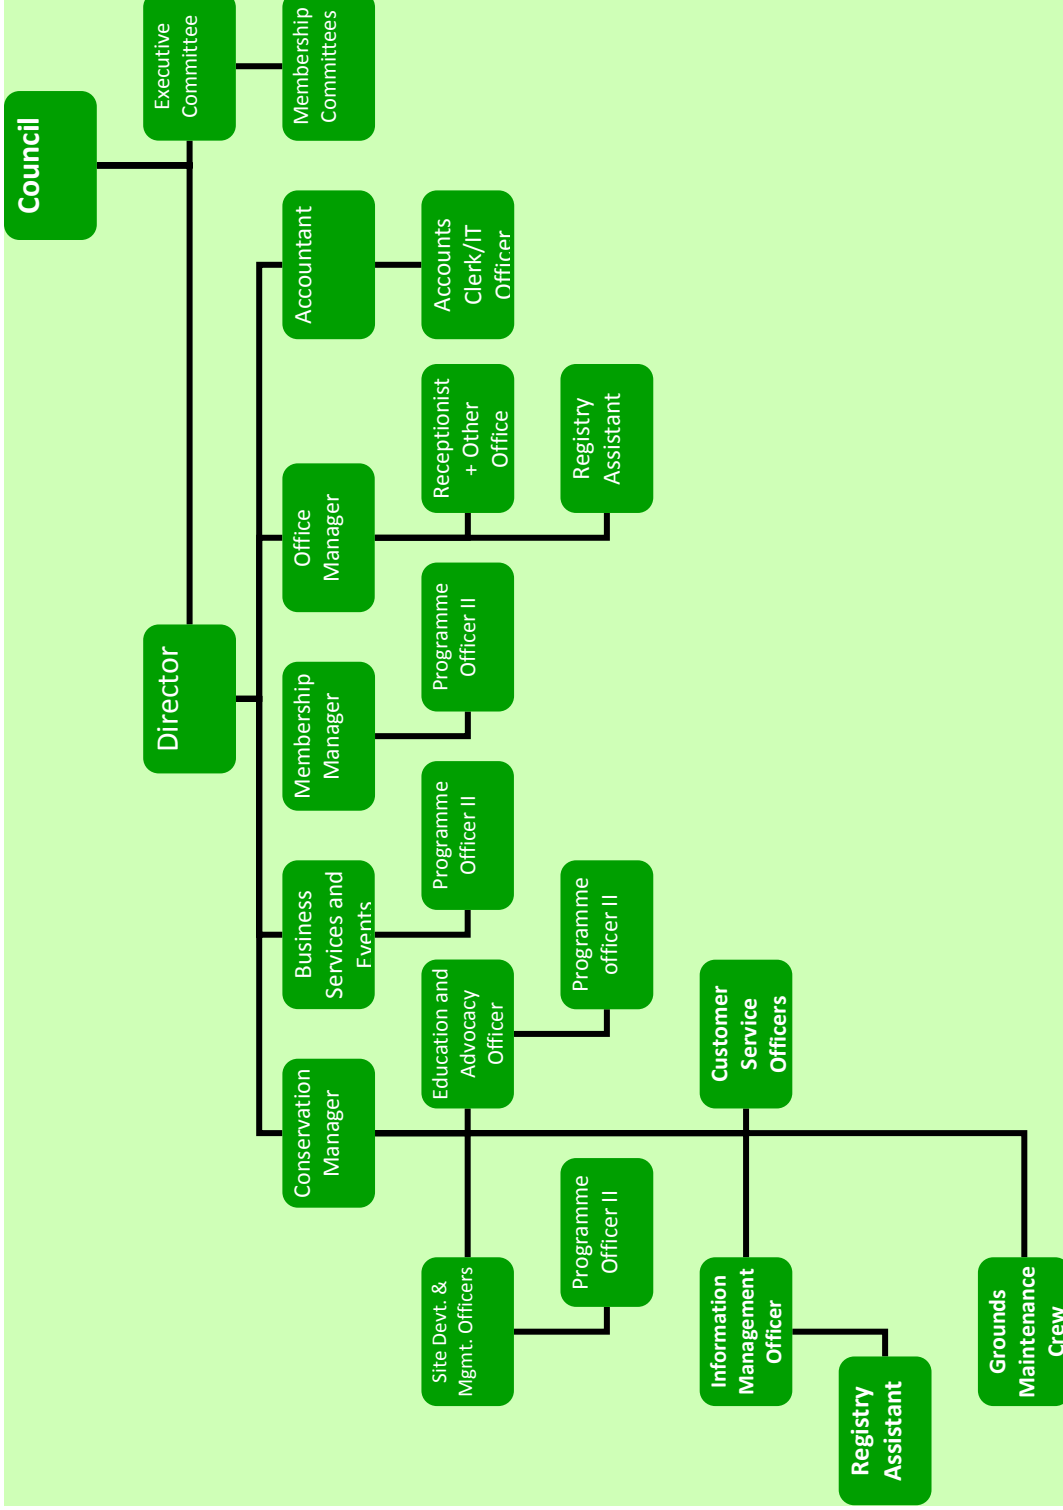 Council
Executive
Committee
Membership
Committees
Director
Accountant
Accounts
Clerk/IT
Officer
Office
Manager
Receptionist
+ Other
Office
Registry
Assistant
Membership
Manager
Programme
Officer II
Business
Services and
Events
Programme
Officer II
Conservation
Manager
Education and
Advocacy
Officer
Programme
officer II
Site Devt. &
Mgmt. Officers
Programme
Officer II
Customer
Service
Officers
Information
Management
Officer
Registry
Assistant
Grounds
Maintenance
Crew